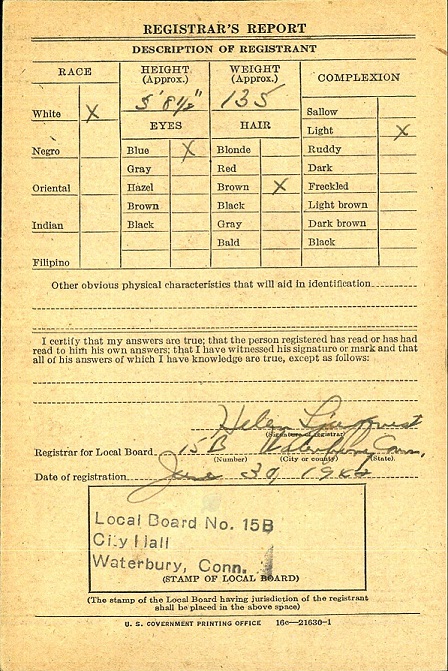 REGISTRAR'S REPORT
DESCRIPTION OF REGISTRANT
RACE
HEIGHT
(Approx.)
WEIGHT
(Approx.)
COMPLEXION
5' 8½"
135
EYES
HAIR
White X
Sallow
Light X
Negro
Blue X
Blonde
Ruddy
Gray
Red
Dark
Oriental
Hazel
Brown X
Freckled
Brown
Black
Light brown
Indian
Black
Gray
Dark brown
Bald
Black
Filipino
Other obvious physical characteristics that will aid in identification
I certify that my answers are true; that the person registered has read or has had
read to him his own answers; that I have witnessed his signature or mark and that
all of his answers of which I have knowledge are true, except as follows:
Helen
(Signature of registrar)
Registrar for Local Board 15B Waterbury Conn.
(Number) (City or county) (State).
Date of registration June 30, 1942
Local Board No. 15B
City Hall
Waterbury, Conn.
(STAMP OF LOCAL BOARD)
(The stamp of the Local Board having jurisdiction of the registrant
shall be placed in the above space)
U. S. GOVERNMENT PRINTING OFFICE 16c—21630-1